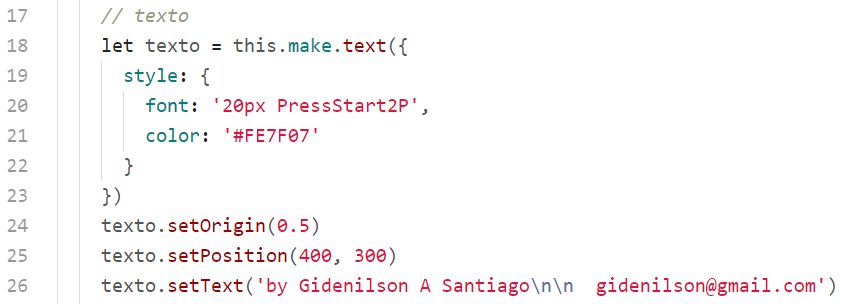 17 // texto
18 let texto = this.make.text({
19 style: {
20 font: '20px PressStart2P',
21 color: '#FE7F07'
22 }
23 })
24 texto.setOrigin(0.5)
25 texto.setPosition(400, 300)
26 texto.setText('by Gidenilson A Santiago\n\n  gidenilson@gmail.com')